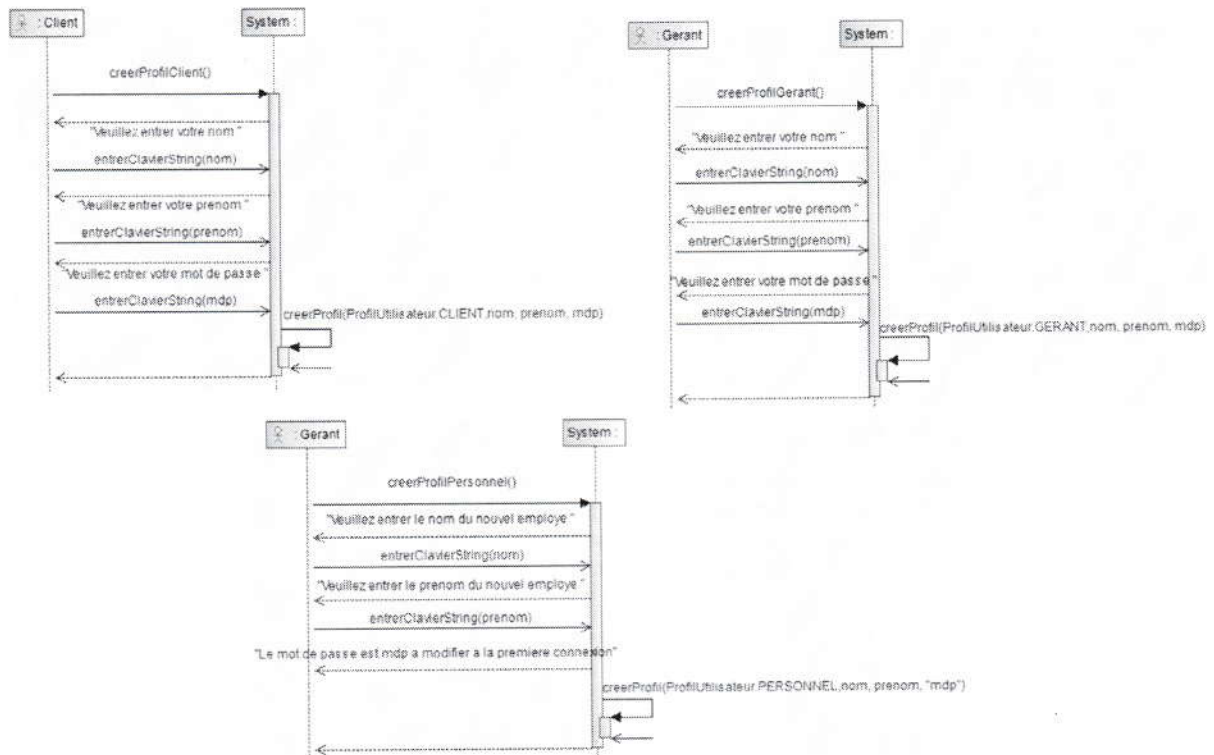 : Client
System :
creerProfilClient()
"Veuillez entrer votre nom"
entrerClavierString(nom)
"Veuillez entrer votre prenom"
entrerClavierString(prenom)
"Veuillez entrer votre mot de passe"
entrerClavierString(mdp)
creerProfil(ProfilUtilisateur.CLIENT,nom, prenom, mdp)
: Gerant
System :
creerProfilGerant()
"Veuillez entrer votre nom"
entrerClavierString(nom)
"Veuillez entrer votre prenom"
entrerClavierString(prenom)
"Veuillez entrer votre mot de passe"
entrerClavierString(mdp)
creerProfil(ProfilUtilisateur.GERANT,nom, prenom, mdp)
: Gerant
System :
creerProfilPersonnel()
"Veuillez entrer le nom du nouvel employe"
entrerClavierString(nom)
"Veuillez entrer le prenom du nouvel employe"
entrerClavierString(prenom)
"Le mot de passe est mdp a modifier a la premiere connexion"
creerProfil(ProfilUtilisateur.PERSONNEL,nom, prenom, "mdp")